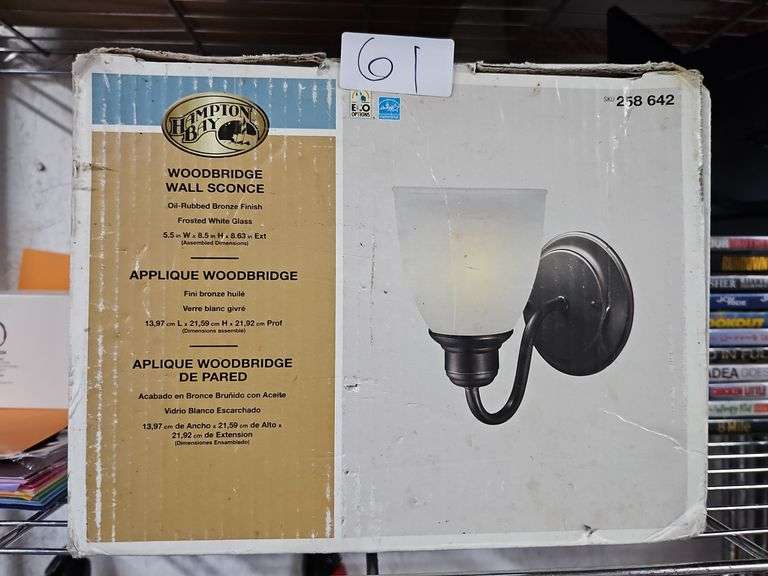 61
HAMPTON
BAY
WOODBRIDGE
WALL SCONCE
Oil-Rubbed Bronze Finish
Frosted White Glass
5.5 in W x 8.5 in H x 8.63 in Ext
(Assembled Dimensions)
APPLIQUE WOODBRIDGE
Fini bronze huilé
Verre blanc givré
13,97 cm L x 21,59 cm H x 21,92 cm Prof
(Dimensions assemblé)
APLIQUE WOODBRIDGE
DE PARED
Acabado en Bronce Bruñido con Aceite
Vidrio Blanco Escarchado
13,97 cm de Ancho x 21,59 cm de Alto x
21,92 cm de Extension
(Dimensiones Ensamblado)
ECO
OPTIONS
SKU 258 642
CHICKEN LITTLE
8 Mile